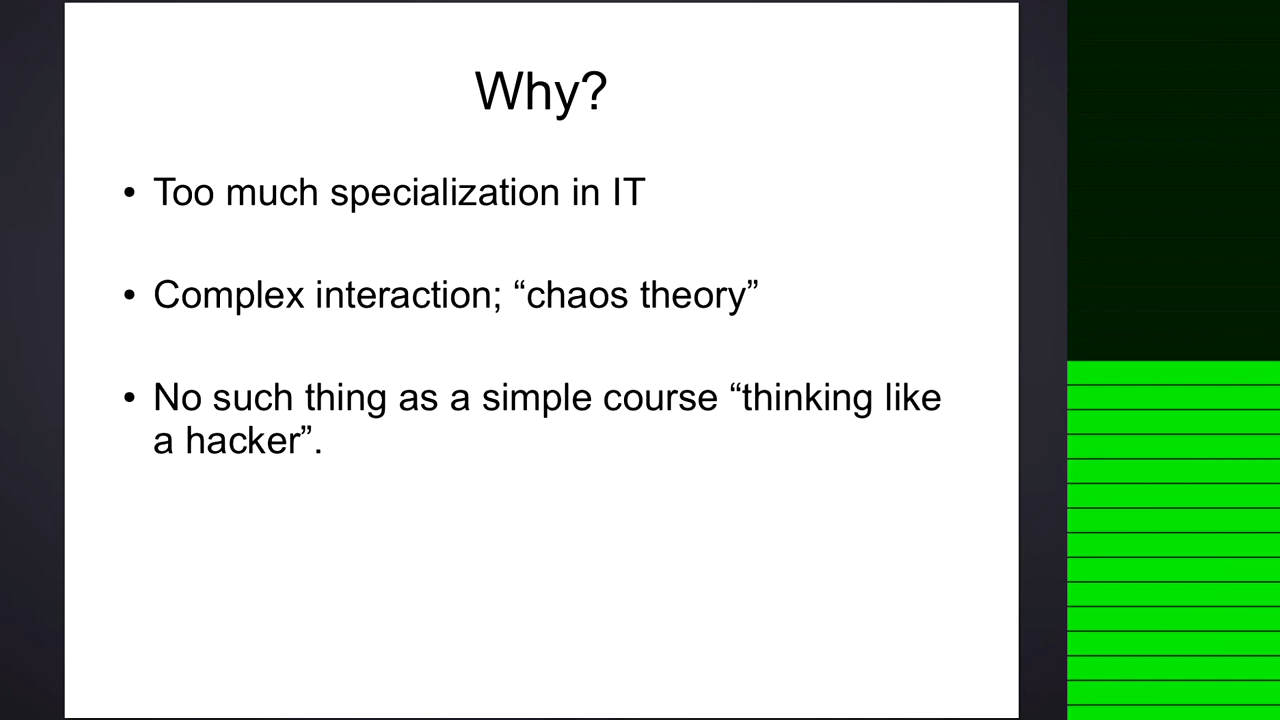 Why?
• Too much specialization in IT
• Complex interaction; “chaos theory”
• No such thing as a simple course “thinking like
a hacker”.